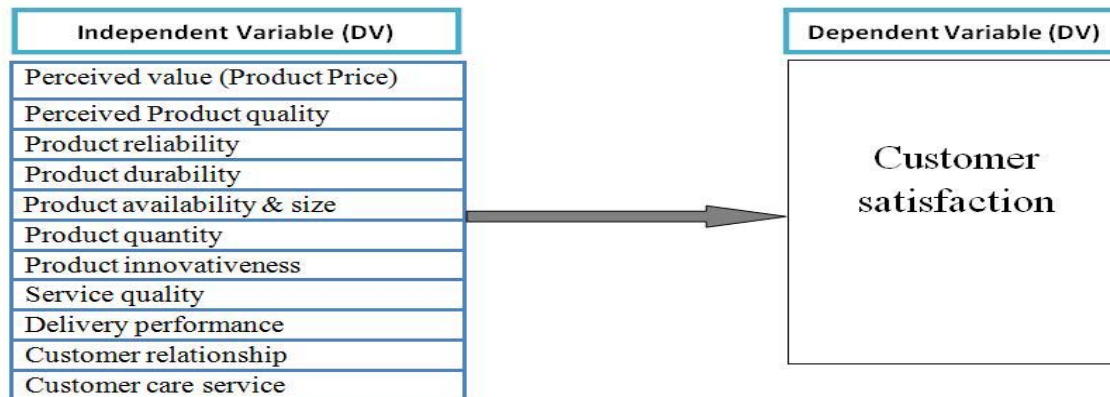 Independent Variable (DV)
Perceived value (Product Price)
Perceived Product quality
Product reliability
Product durability
Product availability & size
Product quantity
Product innovativeness
Service quality
Delivery performance
Customer relationship
Customer care service
Dependent Variable (DV)
Customer
satisfaction